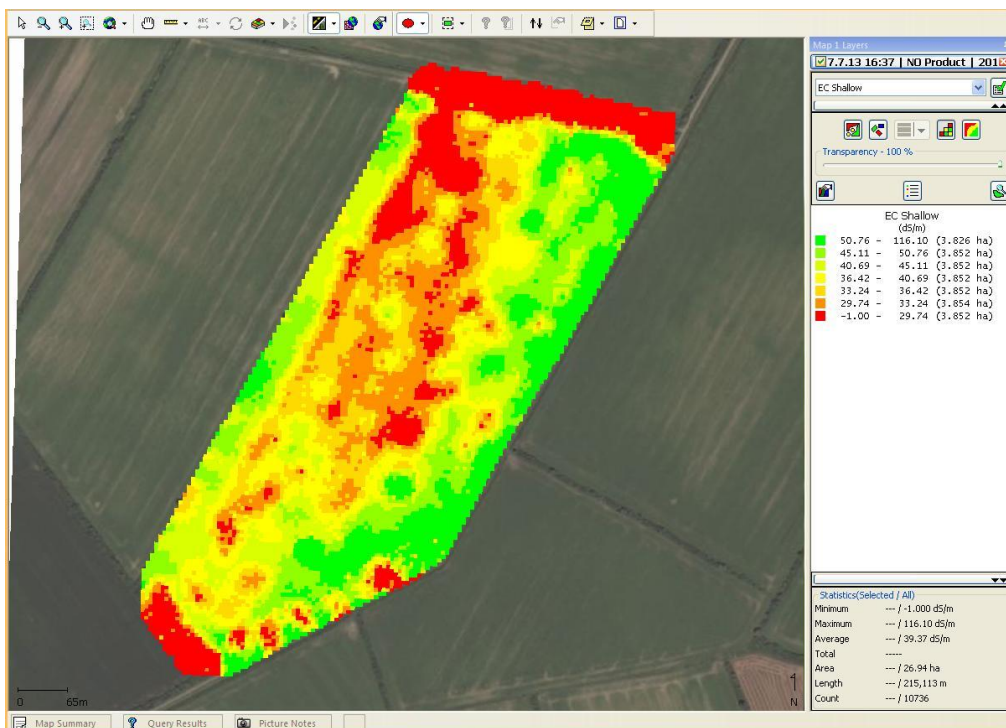 Map 1 Layers
7.7.13 16:37 | NO Product | 201
EC Shallow
Transparency - 100 %
EC Shallow
(dS/m)
50.76 - 116.10 (3.826 ha)
45.11 - 50.76 (3.852 ha)
40.69 - 45.11 (3.852 ha)
36.42 - 40.69 (3.852 ha)
33.24 - 36.42 (3.852 ha)
29.74 - 33.24 (3.854 ha)
-1.00 - 29.74 (3.852 ha)
Statistics(Selected / All)
Minimum --- / -1.000 dS/m
Maximum --- / 116.10 dS/m
Average --- / 39.37 dS/m
Total -----
Area --- / 26.94 ha
Length --- / 215,113 m
Count --- / 10736
0 65m
N
Map Summary Query Results Picture Notes